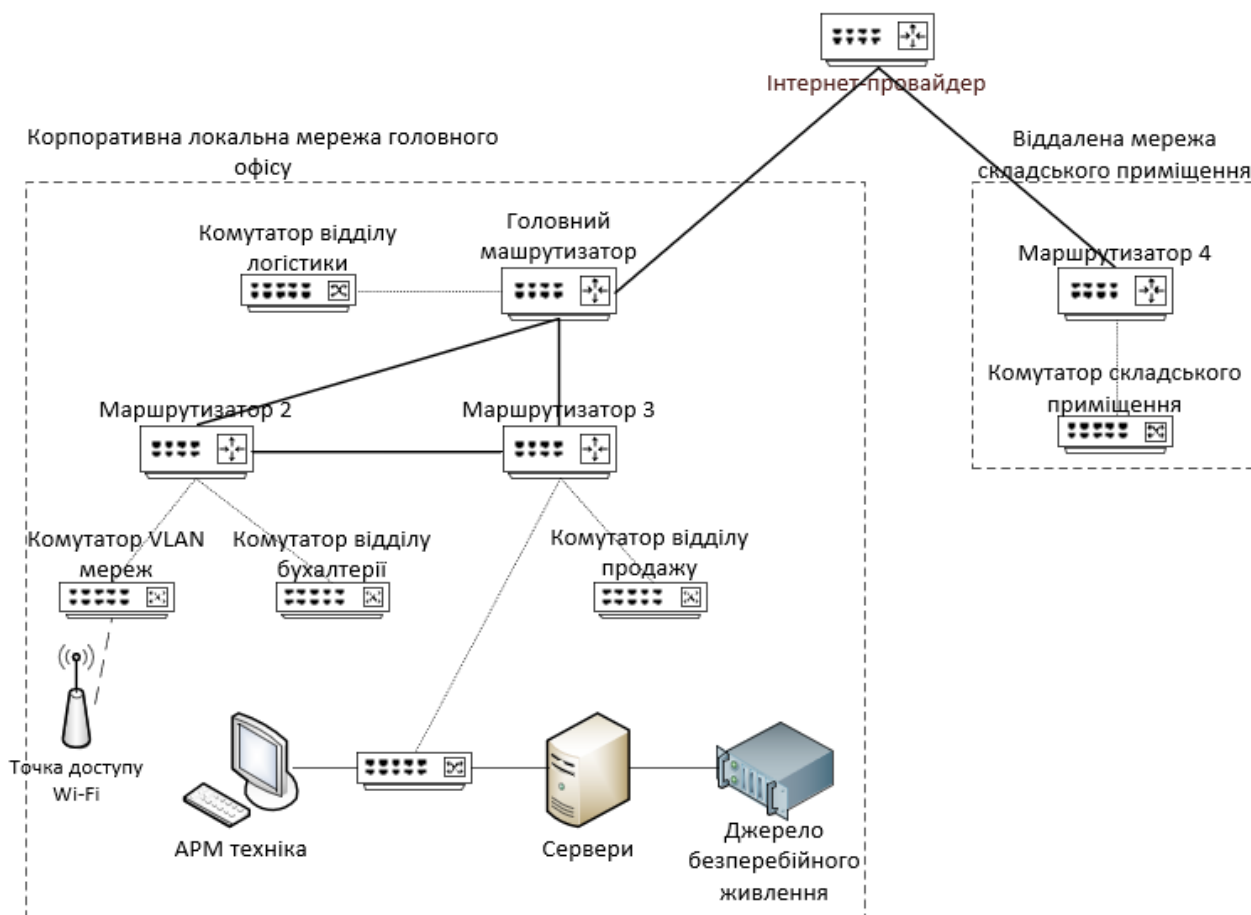 Інтернет-провайдер
Корпоративна локальна мережа головного
офісу
Віддалена мережа
складського приміщення
Комутатор відділу
логістики
Головний
машрутизатор
Маршрутизатор 4
Комутатор складського
приміщення
Маршрутизатор 2
Маршрутизатор 3
Комутатор VLAN
мереж
Комутатор відділу
бухалтерії
Комутатор відділу
продажу
Точка доступу
Wi-Fi
АРМ техніка
Сервери
Джерело
безперебійного
живлення